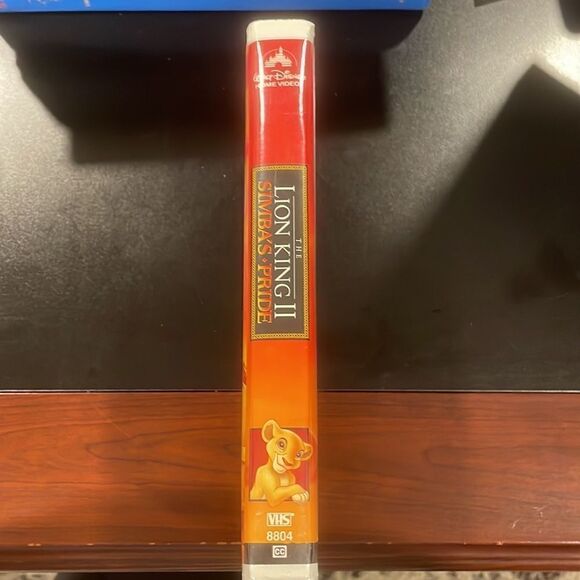 WALT DISNEY
HOME VIDEO
THE
LION KING II
SIMBA'S · PRIDE
VHS
8804
CC